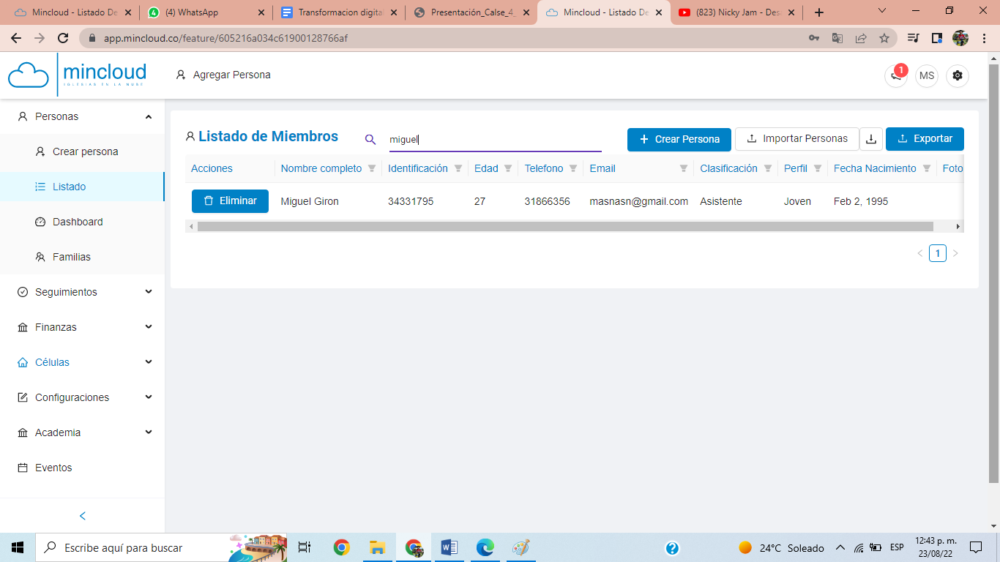 Mincloud - Listado De
(4) WhatsApp
Transformacion digita
Presentación_Calse_4_
Mincloud - Listado De
(823) Nicky Jam - Des
app.mincloud.co/feature/605216a034c61900128766af
mincloud
IGLESIAS EN LA NUBE
Agregar Persona
1
MS
Personas
Crear persona
Listado
Dashboard
Familias
Seguimientos
Finanzas
Células
Configuraciones
Academia
Eventos
Listado de Miembros
miguel
Crear Persona
Importar Personas
Exportar
Acciones Nombre completo Identificación Edad Telefono Email Clasificación Perfil Fecha Nacimiento Foto
Eliminar Miguel Giron 34331795 27 31866356 masnasn@gmail.com Asistente Joven Feb 2, 1995
1
Escribe aquí para buscar
24°C Soleado
ESP
12:43 p. m.
23/08/22